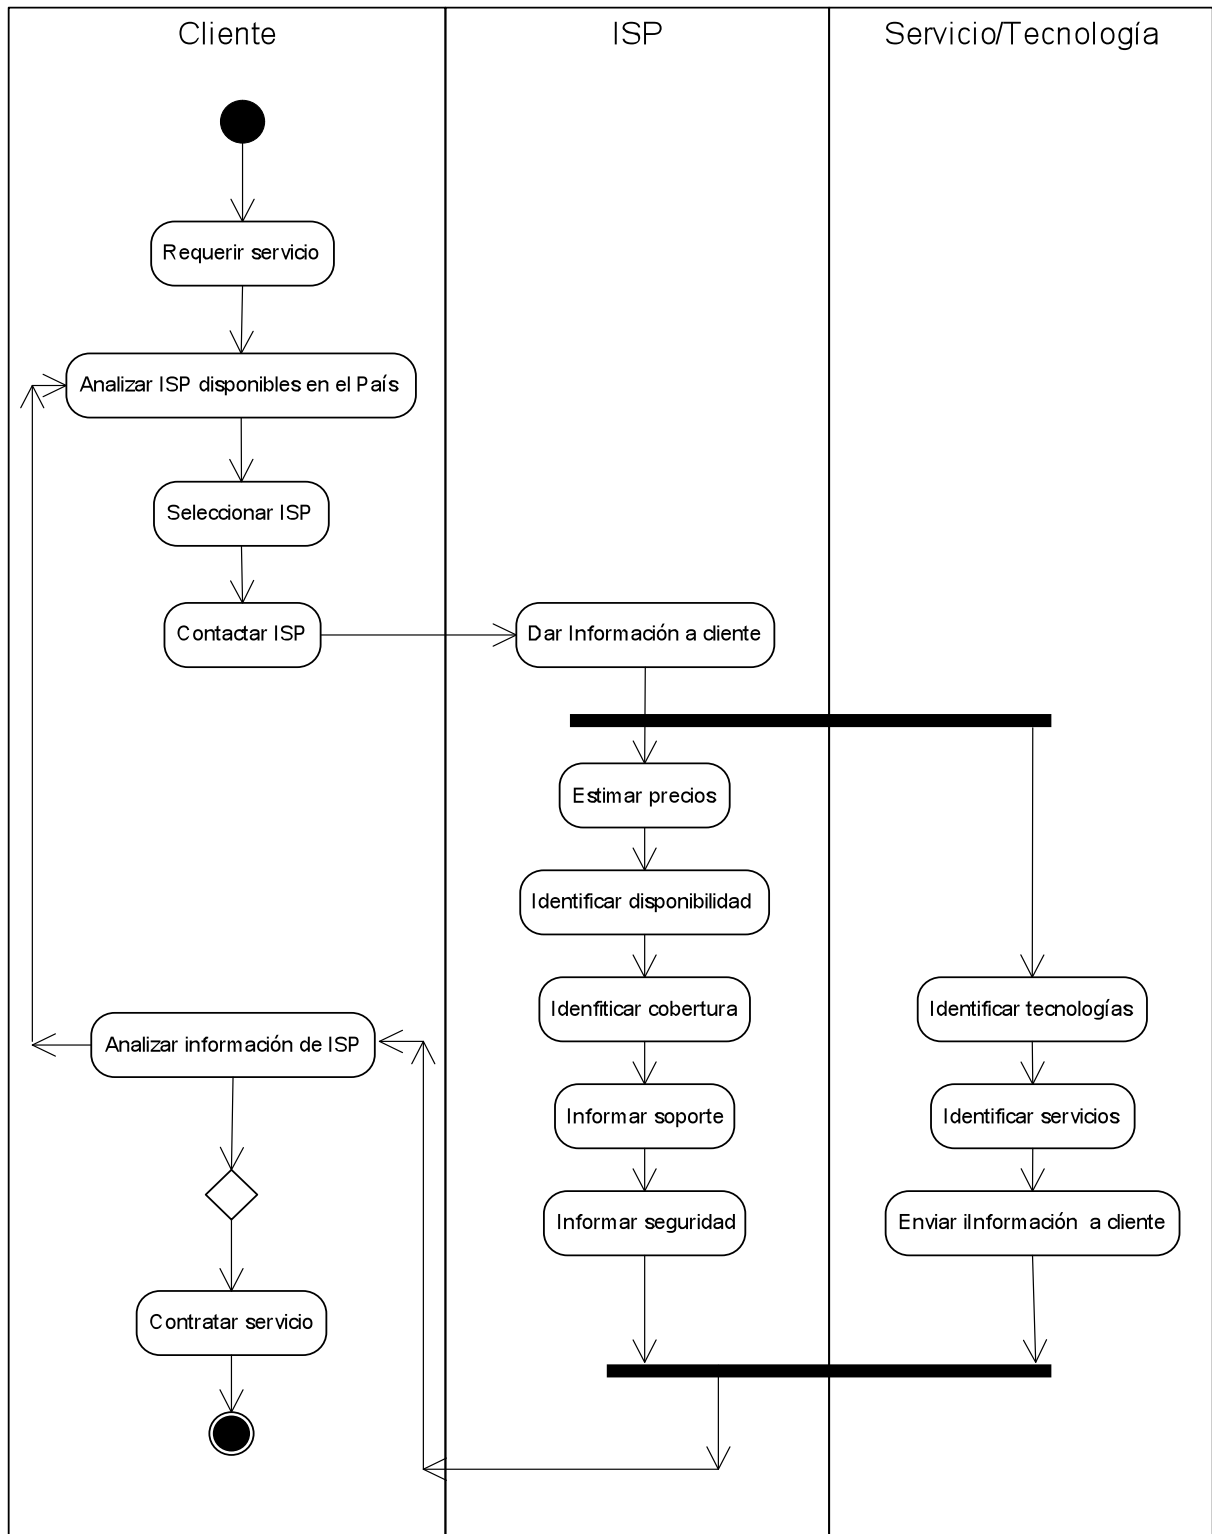 Cliente
ISP
Servicio/Tecnología
Requerir servicio
Analizar ISP disponibles en el País
Seleccionar ISP
Contactar ISP
Dar Información a cliente
Estimar precios
Identificar disponibilidad
Idenfiticar cobertura
Identificar tecnologías
Analizar información de ISP
Informar soporte
Identificar servicios
Informar seguridad
Enviar iInformación a cliente
Contratar servicio